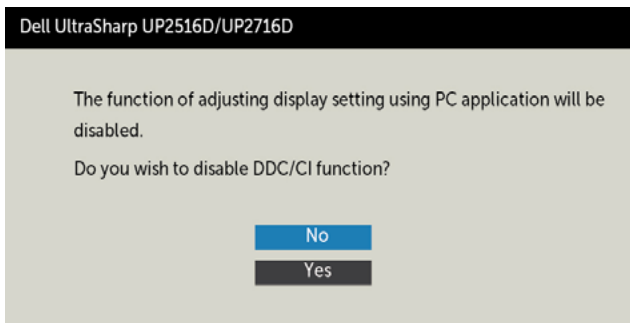 Dell UltraSharp UP2516D/UP2716D
The function of adjusting display setting using PC application will be
disabled.
Do you wish to disable DDC/CI function?
No
Yes